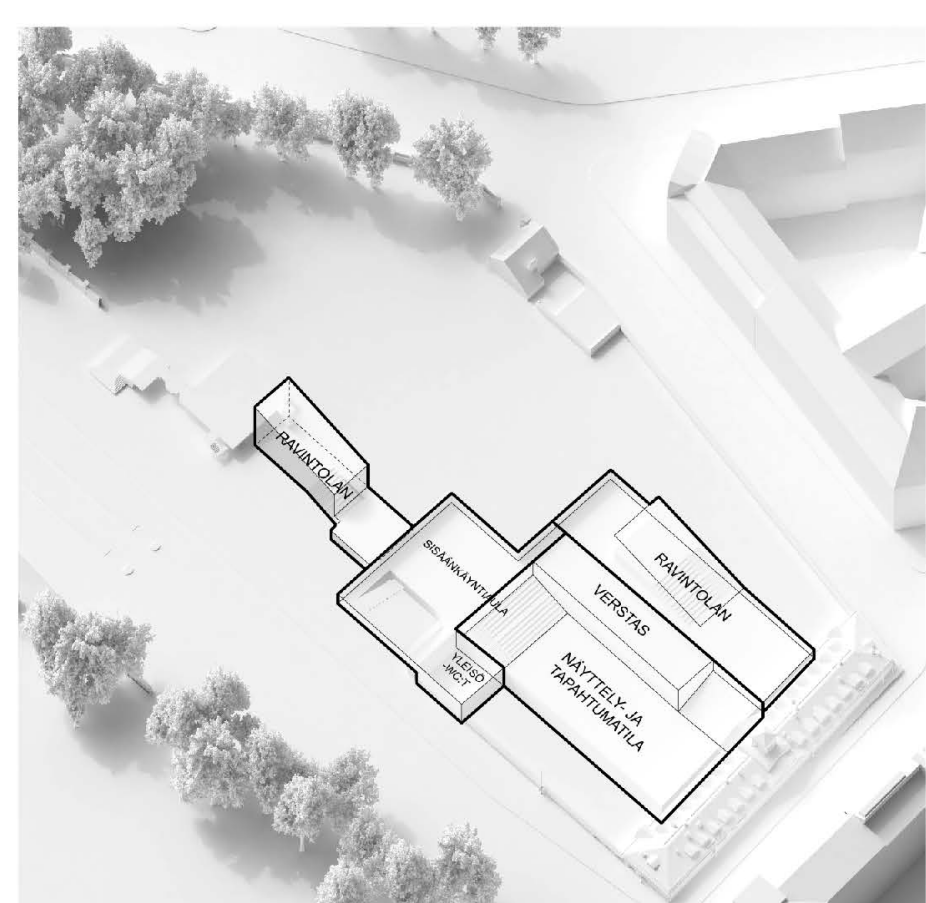 RAVINTOLAN
SISÄÄNKÄYNTIAULA
YLEISÖ
-WC:T
VERSTAS
RAVINTOLAN
NÄYTTELY- JA
TAPAHTUMATILA